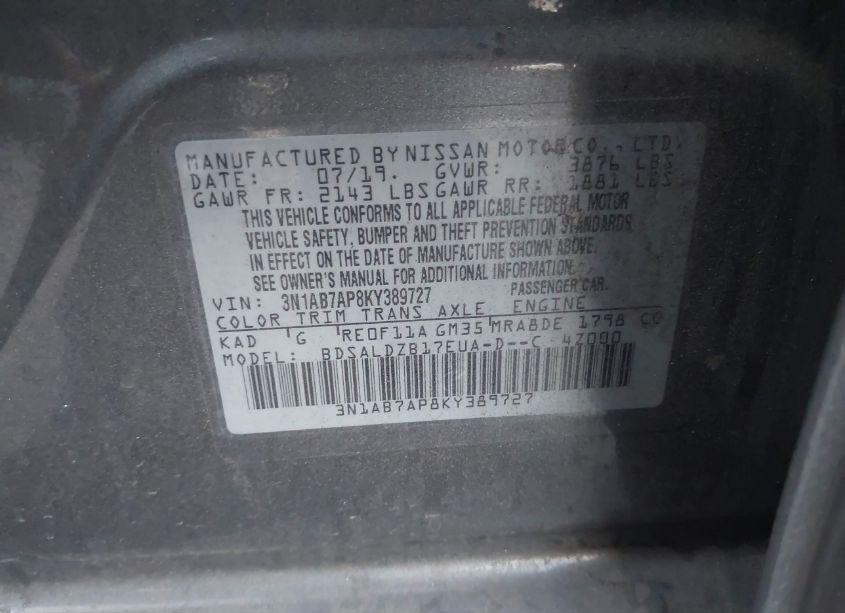 MANUFACTURED BY NISSAN MOTOR CO., LTD.
DATE: 07/19. GVWR: 3876 LBS
GAWR FR: 2143 LBS GAWR RR: 1881 LBS
THIS VEHICLE CONFORMS TO ALL APPLICABLE FEDERAL MOTOR
VEHICLE SAFETY, BUMPER AND THEFT PREVENTION STANDARDS
IN EFFECT ON THE DATE OF MANUFACTURE SHOWN ABOVE.
SEE OWNER'S MANUAL FOR ADDITIONAL INFORMATION.
VIN: 3N1AB7AP8KY389727 PASSENGER CAR.
COLOR TRIM TRANS AXLE ENGINE
KAD G RE0F11A GM35 MRA8DE 1798 CC
MODEL: BDSALDZB17EUA-D--C 4Z000
3N1AB7AP8KY389727